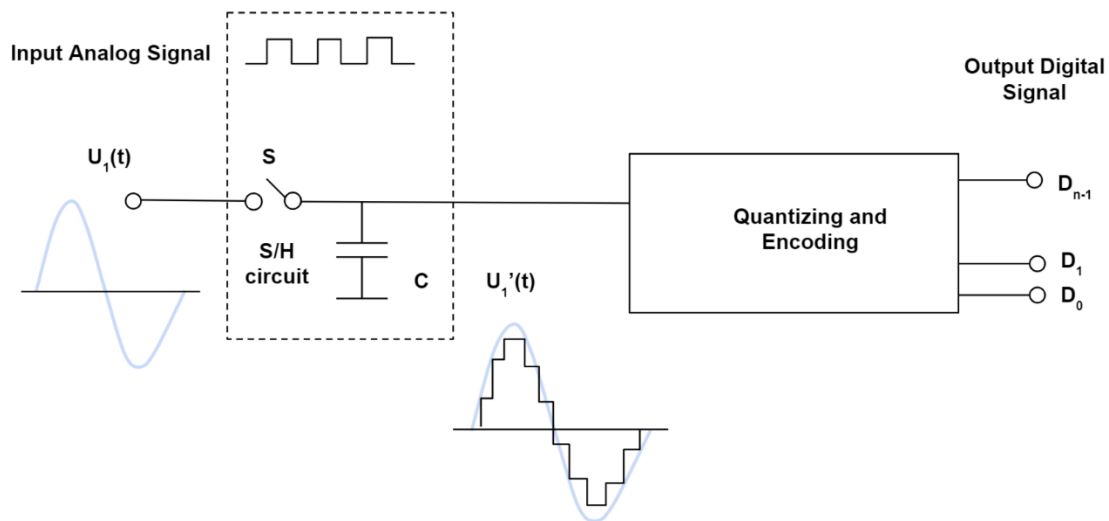 Input Analog Signal
Output Digital
Signal
U₁(t)
S
S/H
circuit
C
U₁’(t)
Quantizing and
Encoding
Dₙ₋₁
D₁
D₀